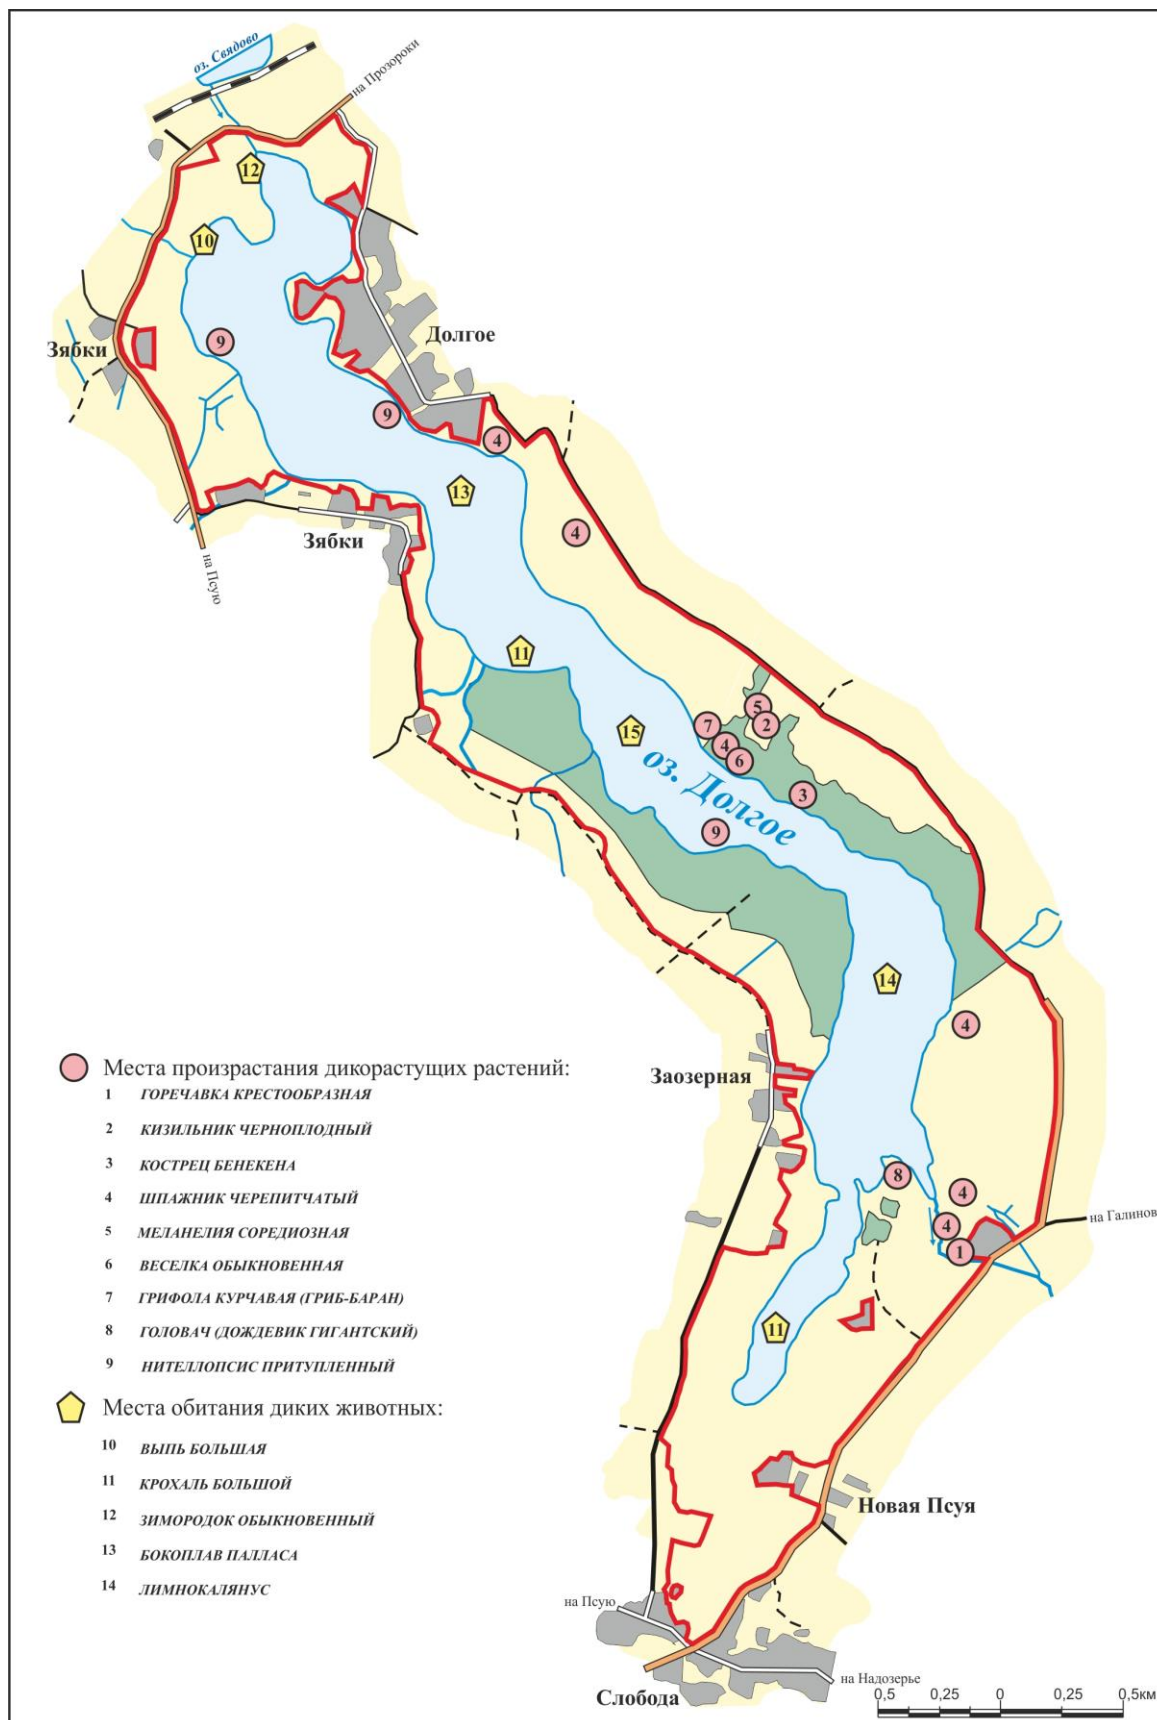 оз. Свядово
на Прозороки
12
10
Долгое
Зябки
9
9
4
13
4
Зябки
на Псую
11
5
2
7
4
6
15
3
оз. Долгое
9
14
4
Места произрастания дикорастущих растений:
1 ГОРЕЧАВКА КРЕСТООБРАЗНАЯ
2 КИЗИЛЬНИК ЧЕРНОПЛОДНЫЙ
3 КОСТРЕЦ БЕНЕКЕНА
4 ШПАЖНИК ЧЕРЕПИТЧАТЫЙ
5 МЕЛАНЕЛИЯ СОРЕДИОЗНАЯ
6 ВЕСЕЛКА ОБЫКНОВЕННАЯ
7 ГРИФОЛА КУРЧАВАЯ (ГРИБ-БАРАН)
8 ГОЛОВАЧ (ДОЖДЕВИК ГИГАНТСКИЙ)
9 НИТЕЛЛОПСИС ПРИТУПЛЕННЫЙ
Места обитания диких животных:
10 ВЫПЬ БОЛЬШАЯ
11 КРОХАЛЬ БОЛЬШОЙ
12 ЗИМОРОДОК ОБЫКНОВЕННЫЙ
13 БОКОПЛАВ ПАЛЛАСА
14 ЛИМНОКАЛЯНУС
Заозерная
8
4
4
на Галинов
1
11
Новая Псуя
на Псую
на Надозерье
Слобода
0,5 0,25 0 0,25 0,5км